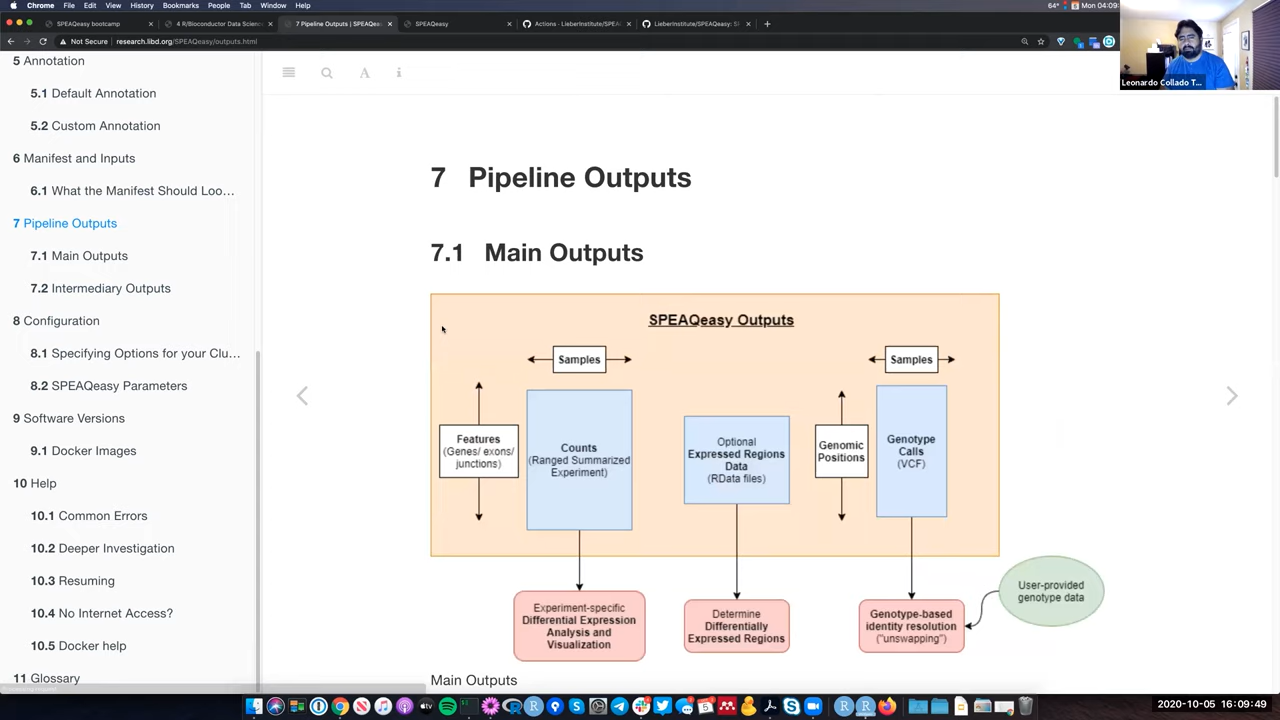 Chrome File Edit View History Bookmarks People Tab Window Help
64°
Mon 04:09
SPEAQeasy bootcamp
4 R/Bioconductor Data Scienc
7 Pipeline Outputs | SPEAQeas
SPEAQeasy
Actions · LieberInstitute/SPEA
LieberInstitute/SPEAQeasy: S
Not Secure | research.libd.org/SPEAQeasy/outputs.html
Leonardo Collado T...
5 Annotation
5.1 Default Annotation
5.2 Custom Annotation
6 Manifest and Inputs
6.1 What the Manifest Should Loo…
7 Pipeline Outputs
7.1 Main Outputs
7.2 Intermediary Outputs
8 Configuration
8.1 Specifying Options for your Clu…
8.2 SPEAQeasy Parameters
9 Software Versions
9.1 Docker Images
10 Help
10.1 Common Errors
10.2 Deeper Investigation
10.3 Resuming
10.4 No Internet Access?
10.5 Docker help
11 Glossary
7 Pipeline Outputs
7.1 Main Outputs
SPEAQeasy Outputs
Samples
Samples
Features
(Genes/ exons/
junctions)
Counts
(Ranged Summarized
Experiment)
Optional
Expressed Regions
Data
(RData files)
Genomic
Positions
Genotype
Calls
(VCF)
Experiment-specific
Differential Expression
Analysis and
Visualization
Determine
Differentially
Expressed Regions
Genotype-based
identity resolution
("unswapping")
User-provided
genotype data
Main Outputs
2020-10-05 16:09:49